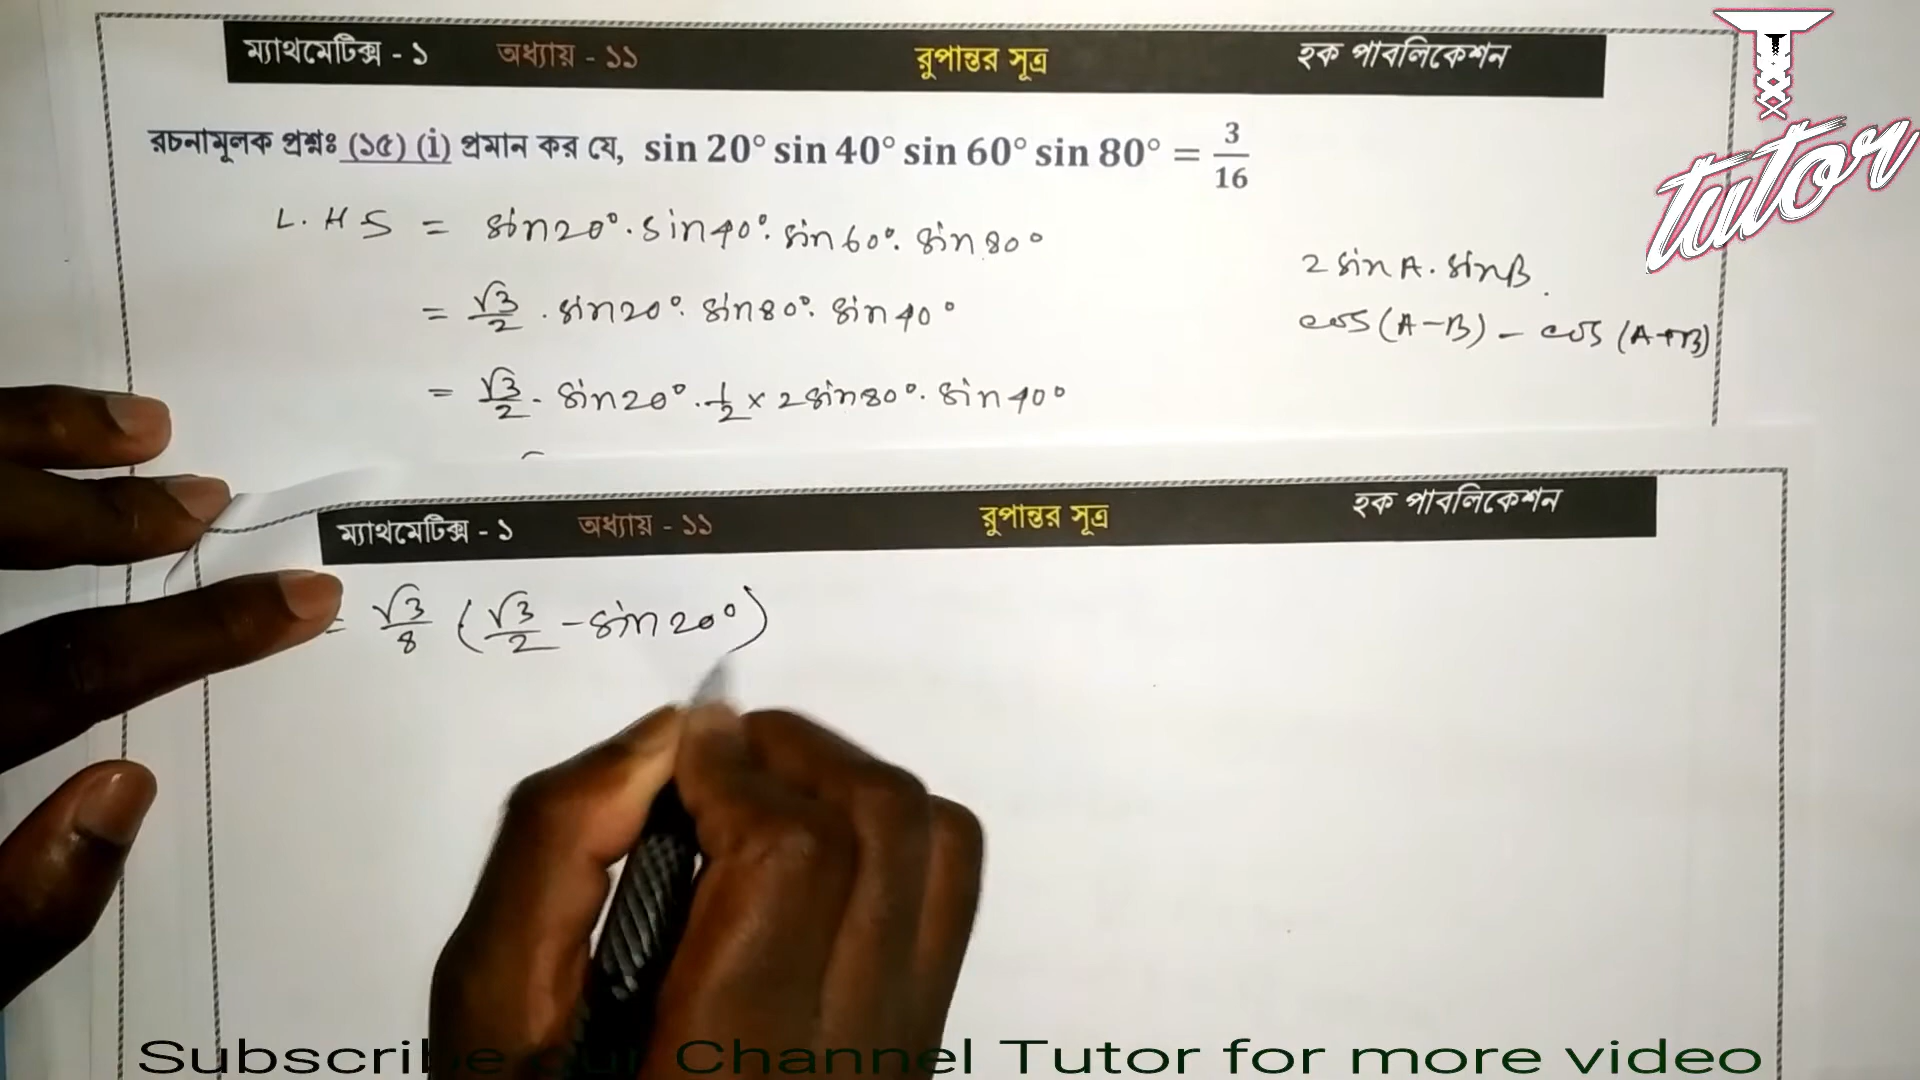 ম্যাথমেটিক্স - ১ অধ্যায় - ১১ রুপান্তর সূত্র হক পাবলিকেশন
রচনামূলক প্রশ্নঃ (১৫) (i) প্রমান কর যে, sin 20° sin 40° sin 60° sin 80° = 3/16
L.H.S = sin20°.sin40°.sin60°.sin80°
= √3/2 . sin20°.sin80°.sin40°
= √3/2 . sin20°.1/2 × 2sin80°.sin40°
2 sinA.sinB.
cos(A-B) - cos(A+B)
ম্যাথমেটিক্স - ১ অধ্যায় - ১১ রুপান্তর সূত্র হক পাবলিকেশন
= √3/8 (√3/2 - sin20°)
tutor
Subscribe our Channel Tutor for more video